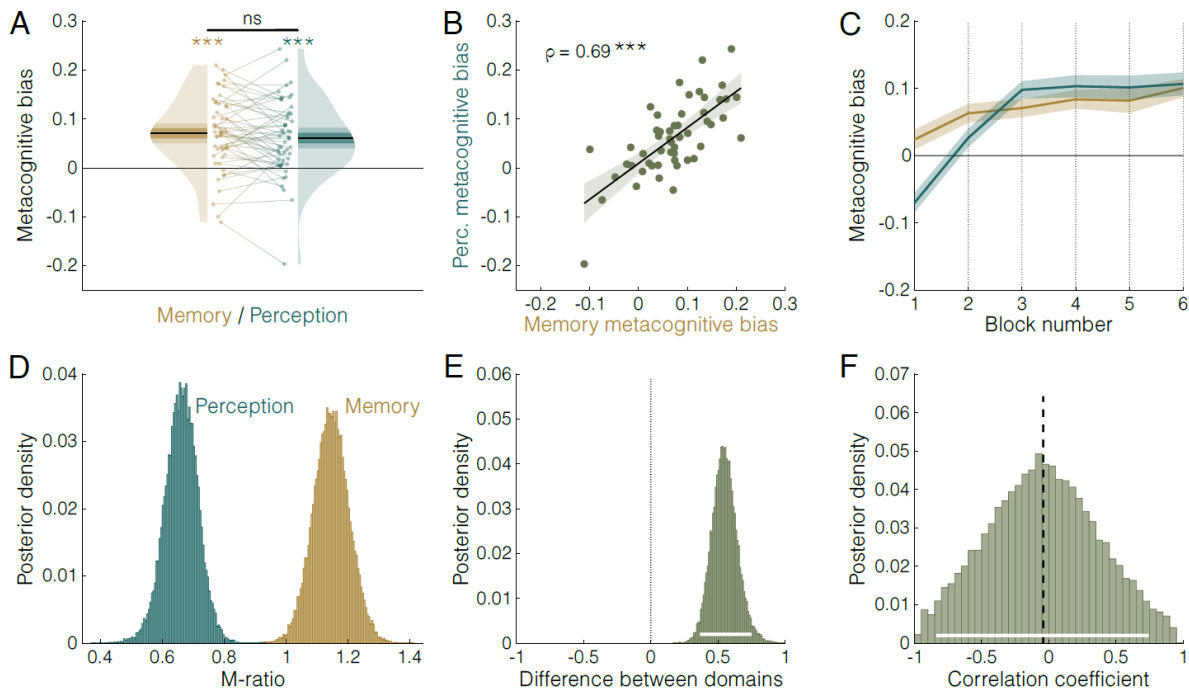 A
Metacognitive bias
0.3
0.2
0.1
0
-0.1
-0.2
ns
***
***
Memory / Perception
B
Perc. metacognitive bias
0.3
0.2
0.1
0
-0.1
-0.2
ρ = 0.69 ***
-0.2 -0.1 0 0.1 0.2 0.3
Memory metacognitive bias
C
Metacognitive bias
0.3
0.2
0.1
0
-0.1
-0.2
1 2 3 4 5 6
Block number
D
Posterior density
0.04
0.03
0.02
0.01
0
Perception
Memory
0.4 0.6 0.8 1 1.2 1.4
M-ratio
E
Posterior density
0.06
0.05
0.04
0.03
0.02
0.01
0
-1 -0.5 0 0.5 1
Difference between domains
F
Posterior density
0.07
0.06
0.05
0.04
0.03
0.02
0.01
0
-1 -0.5 0 0.5 1
Correlation coefficient